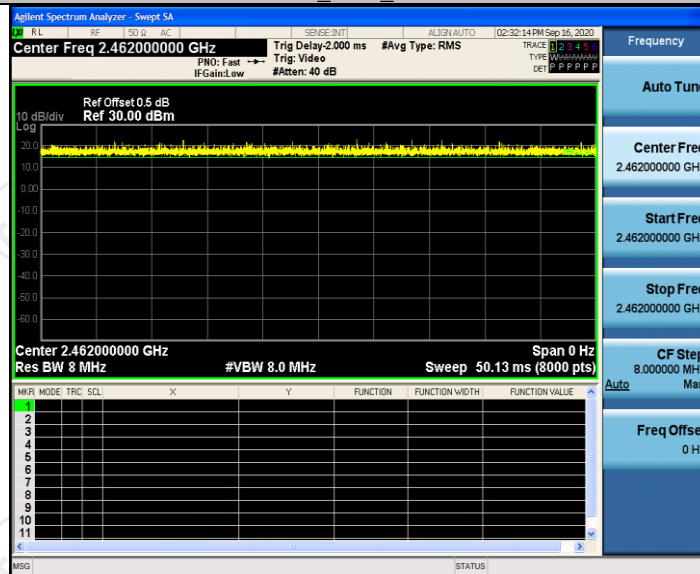 Agilent Spectrum Analyzer - Swept SA
RL RF 50 Ω AC SENSE:INT ALIGN AUTO 02:32:14 PM Sep 16, 2020
Center Freq 2.462000000 GHz
PNO: Fast
IFGain:Low
Trig Delay-2.000 ms
Trig: Video
#Atten: 40 dB
#Avg Type: RMS
TRACE 1 2 3 4 5 6
TYPE
DET P P P P P P
Ref Offset 0.5 dB
10 dB/div Ref 30.00 dBm
Log
20.0
10.0
0.00
-10.0
-20.0
-30.0
-40.0
-50.0
-60.0
Center 2.462000000 GHz Span 0 Hz
Res BW 8 MHz #VBW 8.0 MHz Sweep 50.13 ms (8000 pts)
MKR MODE TRC SCL X Y FUNCTION FUNCTION WIDTH FUNCTION VALUE
1
2
3
4
5
6
7
8
9
10
11
MSG STATUS
Frequency
Auto Tun
Center Fre
2.462000000 GH
Start Fre
2.462000000 GH
Stop Fre
2.462000000 GH
CF Step
8.000000 MH
Auto Ma
Freq Offse
0 H